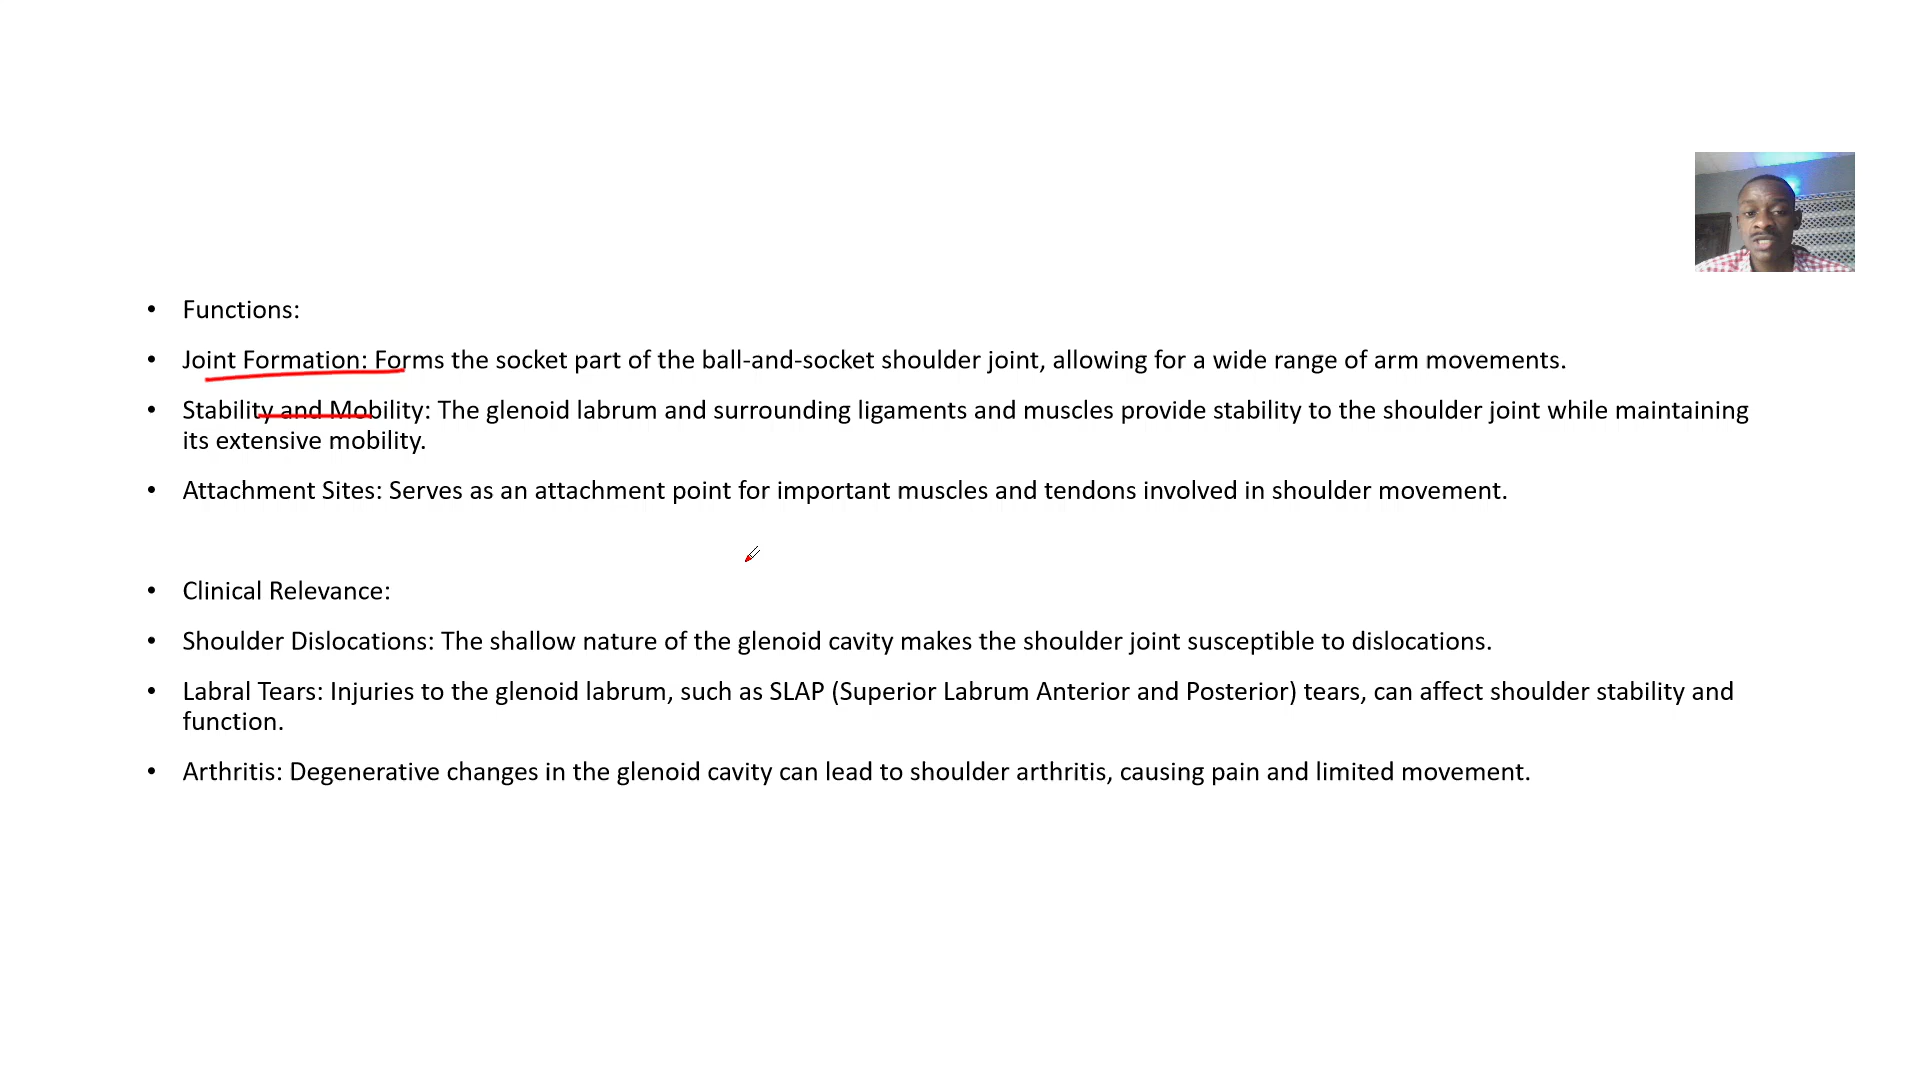 • Functions:
• Joint Formation: Forms the socket part of the ball-and-socket shoulder joint, allowing for a wide range of arm movements.
• Stability and Mobility: The glenoid labrum and surrounding ligaments and muscles provide stability to the shoulder joint while maintaining
its extensive mobility.
• Attachment Sites: Serves as an attachment point for important muscles and tendons involved in shoulder movement.
• Clinical Relevance:
• Shoulder Dislocations: The shallow nature of the glenoid cavity makes the shoulder joint susceptible to dislocations.
• Labral Tears: Injuries to the glenoid labrum, such as SLAP (Superior Labrum Anterior and Posterior) tears, can affect shoulder stability and
function.
• Arthritis: Degenerative changes in the glenoid cavity can lead to shoulder arthritis, causing pain and limited movement.